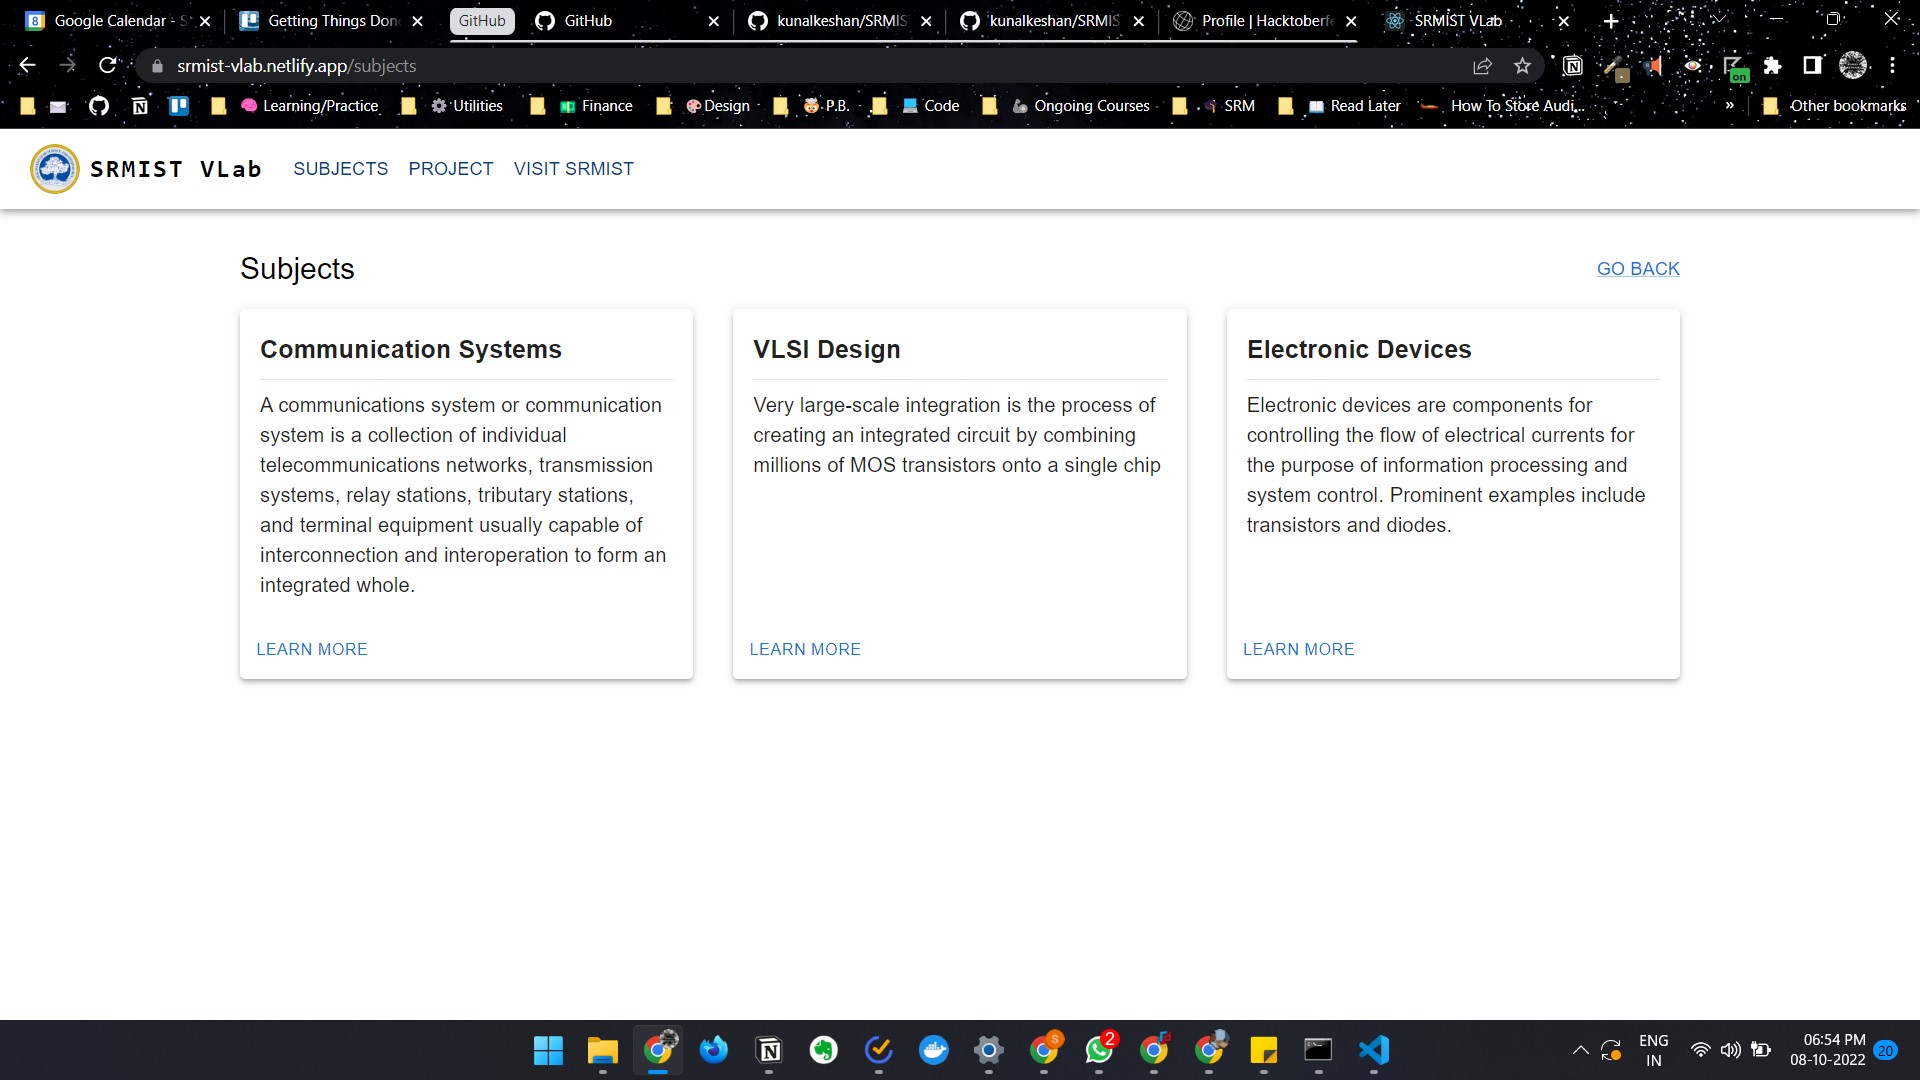 Google Calendar - S
Getting Things Done
GitHub
GitHub
kunalkeshan/SRMIS
kunalkeshan/SRMIS
Profile | Hacktoberfe
SRMIST VLab
srmist-vlab.netlify.app/subjects
on
Learning/Practice
Utilities
Finance
Design
P.B.
Code
Ongoing Courses
SRM
Read Later
How To Store Audi...
»
Other bookmarks
SRMIST VLab
SUBJECTS
PROJECT
VISIT SRMIST
Subjects
GO BACK
Communication Systems
A communications system or communication
system is a collection of individual
telecommunications networks, transmission
systems, relay stations, tributary stations,
and terminal equipment usually capable of
interconnection and interoperation to form an
integrated whole.
LEARN MORE
VLSI Design
Very large-scale integration is the process of
creating an integrated circuit by combining
millions of MOS transistors onto a single chip
LEARN MORE
Electronic Devices
Electronic devices are components for
controlling the flow of electrical currents for
the purpose of information processing and
system control. Prominent examples include
transistors and diodes.
LEARN MORE
S
2
ENG
IN
06:54 PM
08-10-2022
20